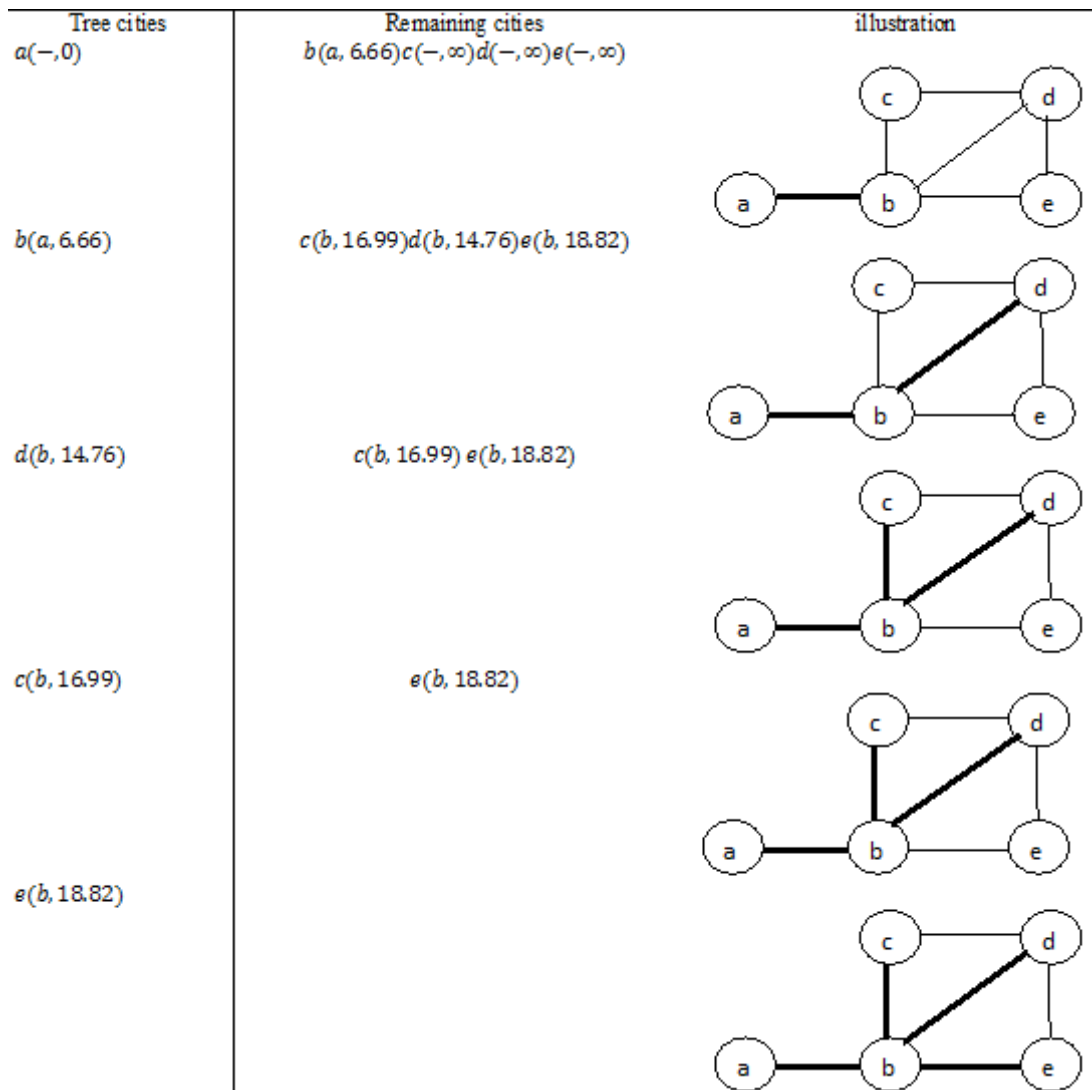 Tree cities Remaining cities illustration
a(−,0) b(a, 6.66)c(−,∞)d(−,∞)e(−,∞)
c d
a b e
b(a, 6.66) c(b, 16.99)d(b, 14.76)e(b, 18.82)
c d
a b e
d(b, 14.76) c(b, 16.99) e(b, 18.82)
c d
a b e
c(b, 16.99) e(b, 18.82)
c d
a b e
e(b, 18.82)
c d
a b e